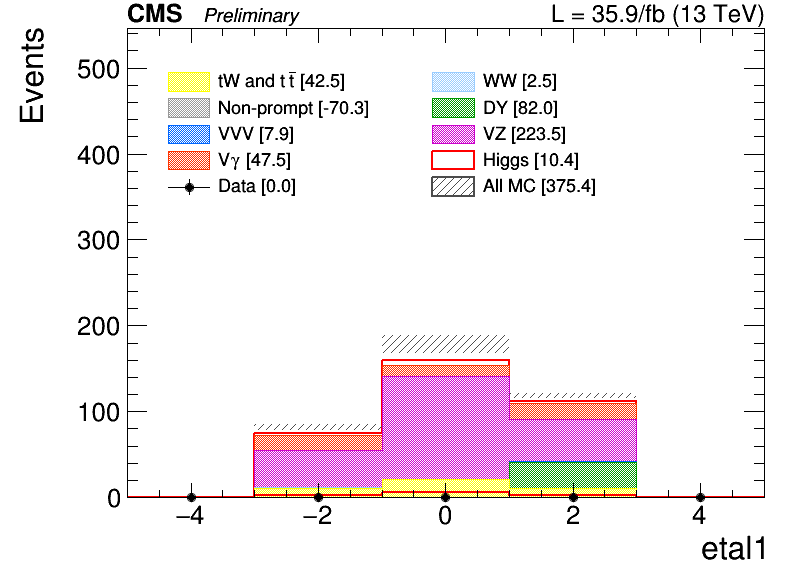 CMS Preliminary L = 35.9/fb (13 TeV)
Events
500
400
300
200
100
0
tW and t t̄ [42.5]
Non-prompt [-70.3]
VVV [7.9]
Vγ [47.5]
Data [0.0]
WW [2.5]
DY [82.0]
VZ [223.5]
Higgs [10.4]
All MC [375.4]
−4 −2 0 2 4
etal1